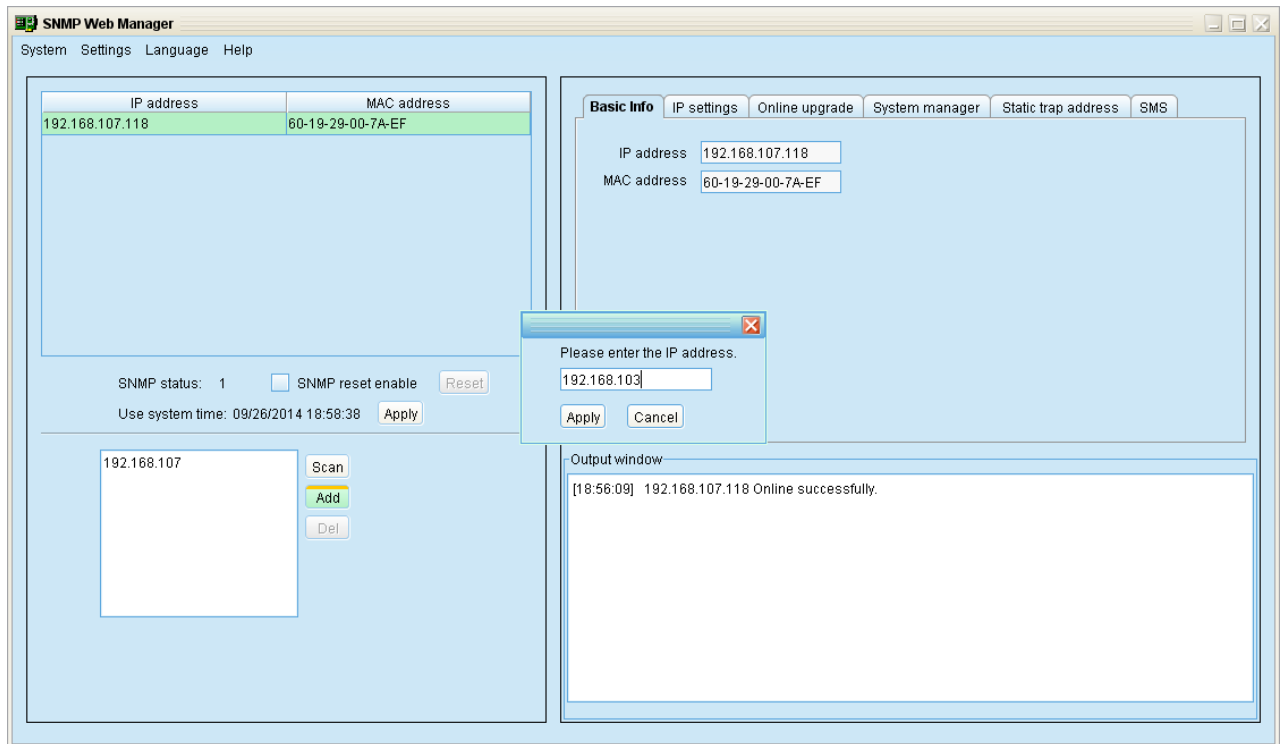 SNMP Web Manager
System Settings Language Help
IP address MAC address
192.168.107.118 60-19-29-00-7A-EF
SNMP status: 1 SNMP reset enable Reset
Use system time: 09/26/2014 18:58:38 Apply
192.168.107
Scan
Add
Del
Basic Info IP settings Online upgrade System manager Static trap address SMS
IP address 192.168.107.118
MAC address 60-19-29-00-7A-EF
Please enter the IP address.
192.168.103
Apply Cancel
Output window
[18:56:09] 192.168.107.118 Online successfully.